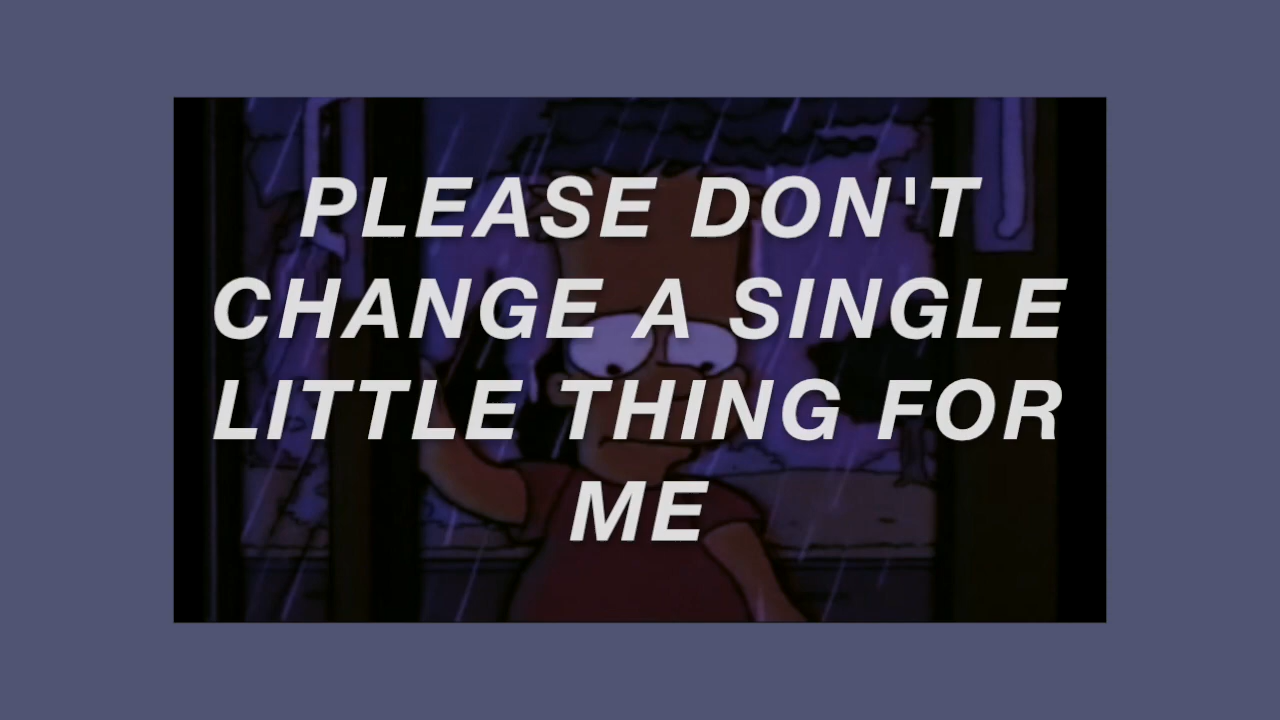 PLEASE DON'T
CHANGE A SINGLE
LITTLE THING FOR
ME